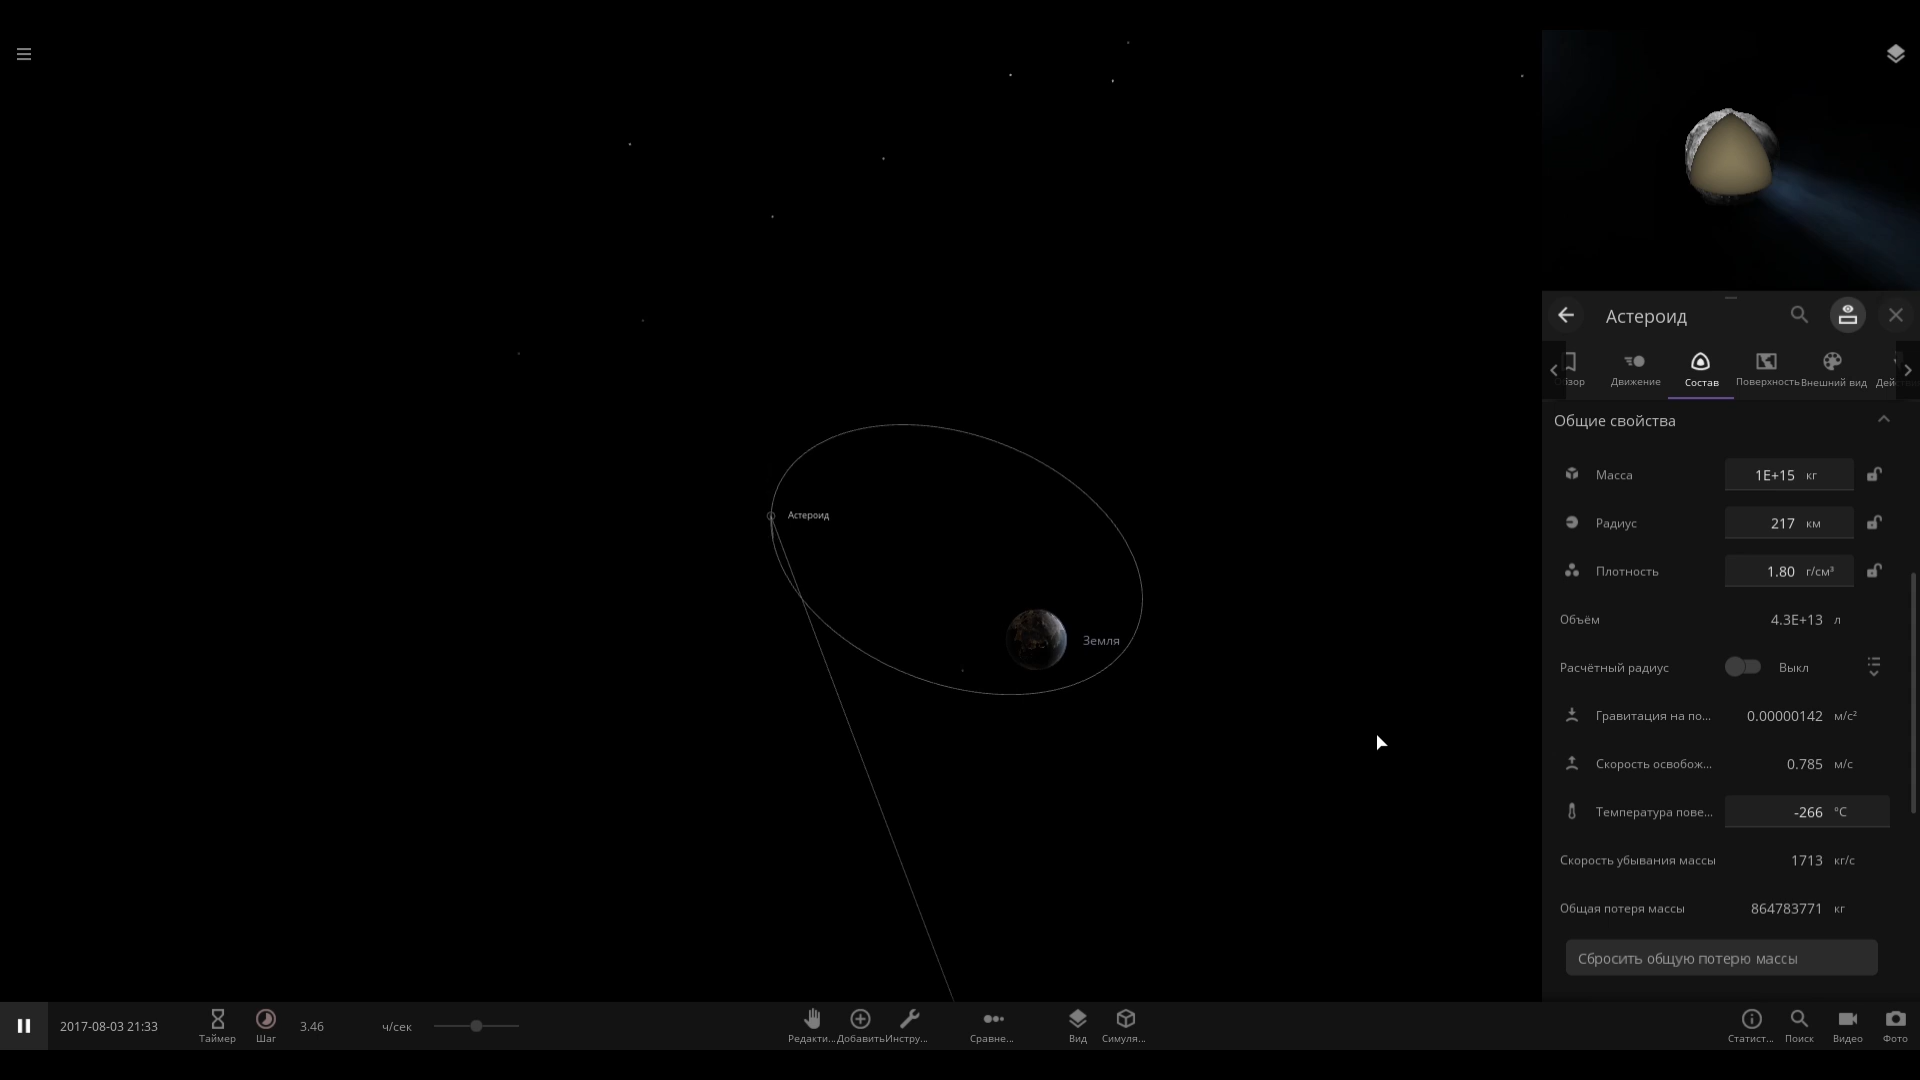 Астероид
Земля
Астероид
Движение
Состав
Поверхность
Внешний вид
Общие свойства
Масса 1E+15 кг
Радиус 217 км
Плотность 1.80 г/см³
Объём 4.3E+13 л
Расчётный радиус Выкл
Гравитация на по... 0.00000142 м/с²
Скорость освобож... 0.785 м/с
Температура пове... -266 °C
Скорость убывания массы 1713 кг/с
Общая потеря массы 864783771 кг
Сбросить общую потерю массы
2017-08-03 21:33
Таймер
Шаг
3.46 ч/сек
Редакти...
Добавить
Инстру...
Сравне...
Вид
Симуля...
Статист...
Поиск
Видео
Фото